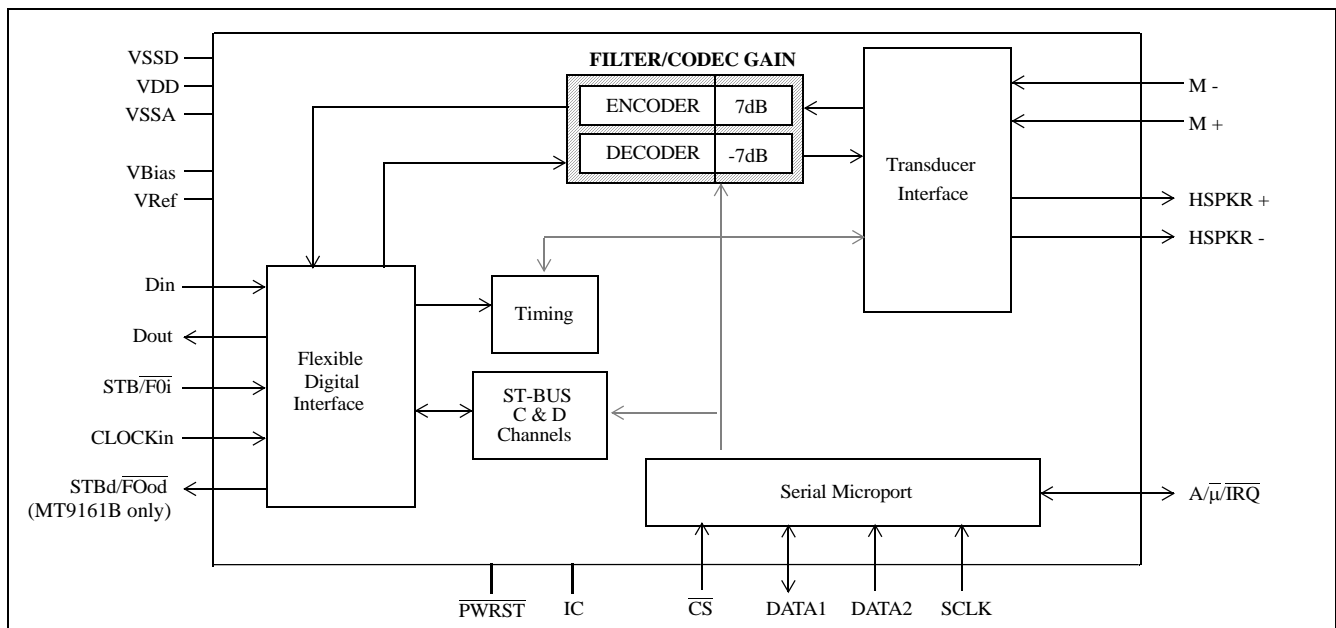 FILTER/CODEC GAIN
VSSD
VDD
VSSA
VBias
VRef
ENCODER 7dB
DECODER -7dB
Transducer
Interface
M -
M +
HSPKR +
HSPKR -
Din
Dout
STB/F0i
CLOCKin
STBd/FOod
(MT9161B only)
Flexible
Digital
Interface
Timing
ST-BUS
C & D
Channels
Serial Microport
A/μ/IRQ
PWRST
IC
CS
DATA1
DATA2
SCLK